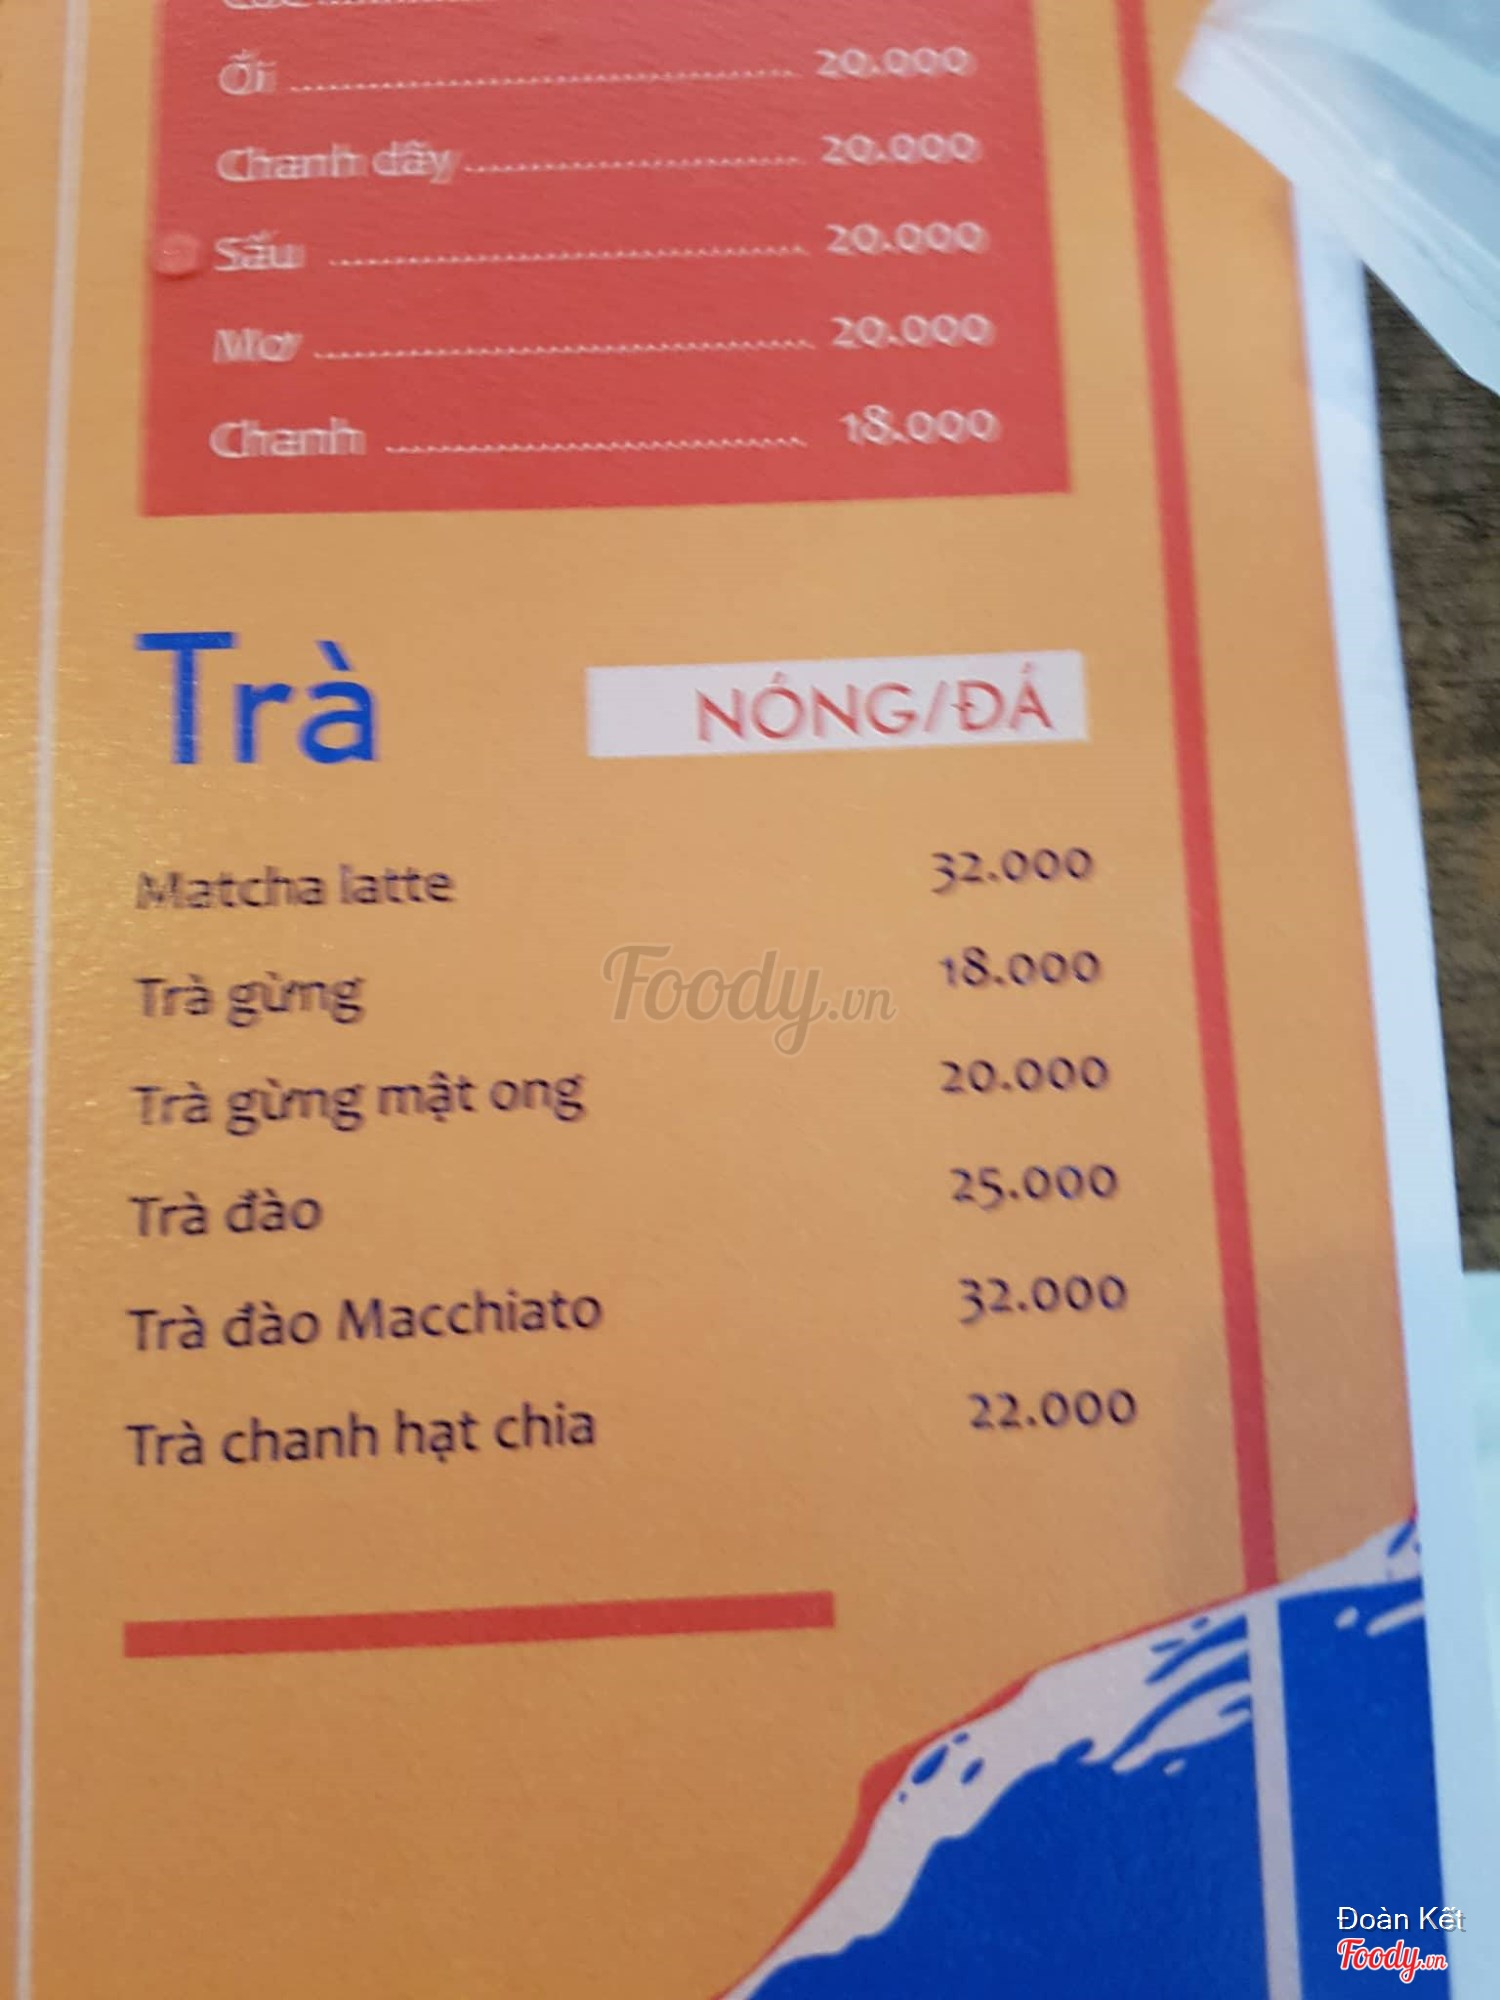 Ổi 20.000
Chanh dây 20.000
Sấu 20.000
Mơ 20.000
Chanh 18.000
Trà NÓNG/ĐÁ
Matcha latte 32.000
Trà gừng 18.000
Foody.vn
Trà gừng mật ong 20.000
Trà đào 25.000
Trà đào Macchiato 32.000
Trà chanh hạt chia 22.000
Đoàn Kết
Foody.vn